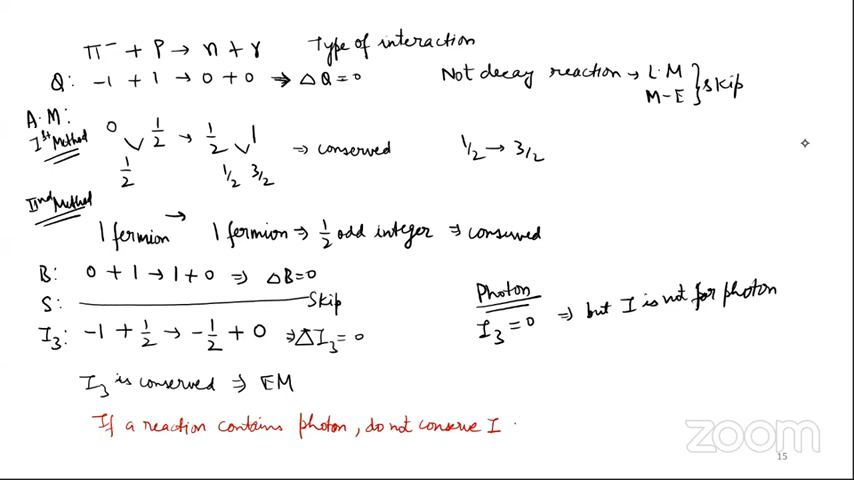 π⁻ + P → n + γ Type of interaction
Q: -1 + 1 → 0 + 0 ⇒ ΔQ = 0 Not decay reaction → L.M
M-E } skip
A.M:
Iˢᵗ Method 0 1/2 → 1/2 1 ⇒ conserved 1/2 → 3/2
1/2 1/2 3/2
IIⁿᵈ Method
1 fermion → 1 fermion ⇒ 1/2 odd integer ⇒ conserved
B: 0 + 1 → 1 + 0 ⇒ ΔB = 0
S: Skip
I₃: -1 + 1/2 → -1/2 + 0 ⇒ ΔI₃ = 0
Photon
I₃ = 0 ⇒ but I is not for photon
I₃ is conserved ⇒ EM
If a reaction contains photon, do not conserve I .
zoom
15